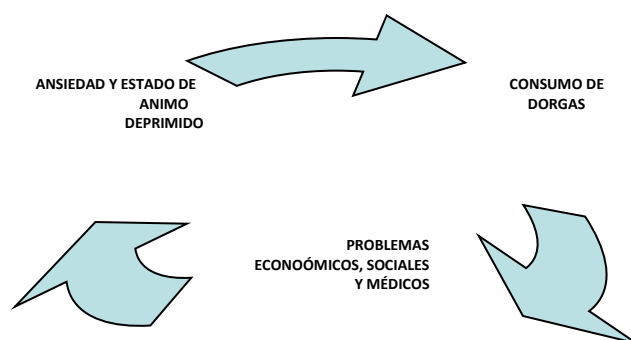 ANSIEDAD Y ESTADO DE
ANIMO
DEPRIMIDO
CONSUMO DE
DORGAS
PROBLEMAS
ECONOÓMICOS, SOCIALES
Y MÉDICOS